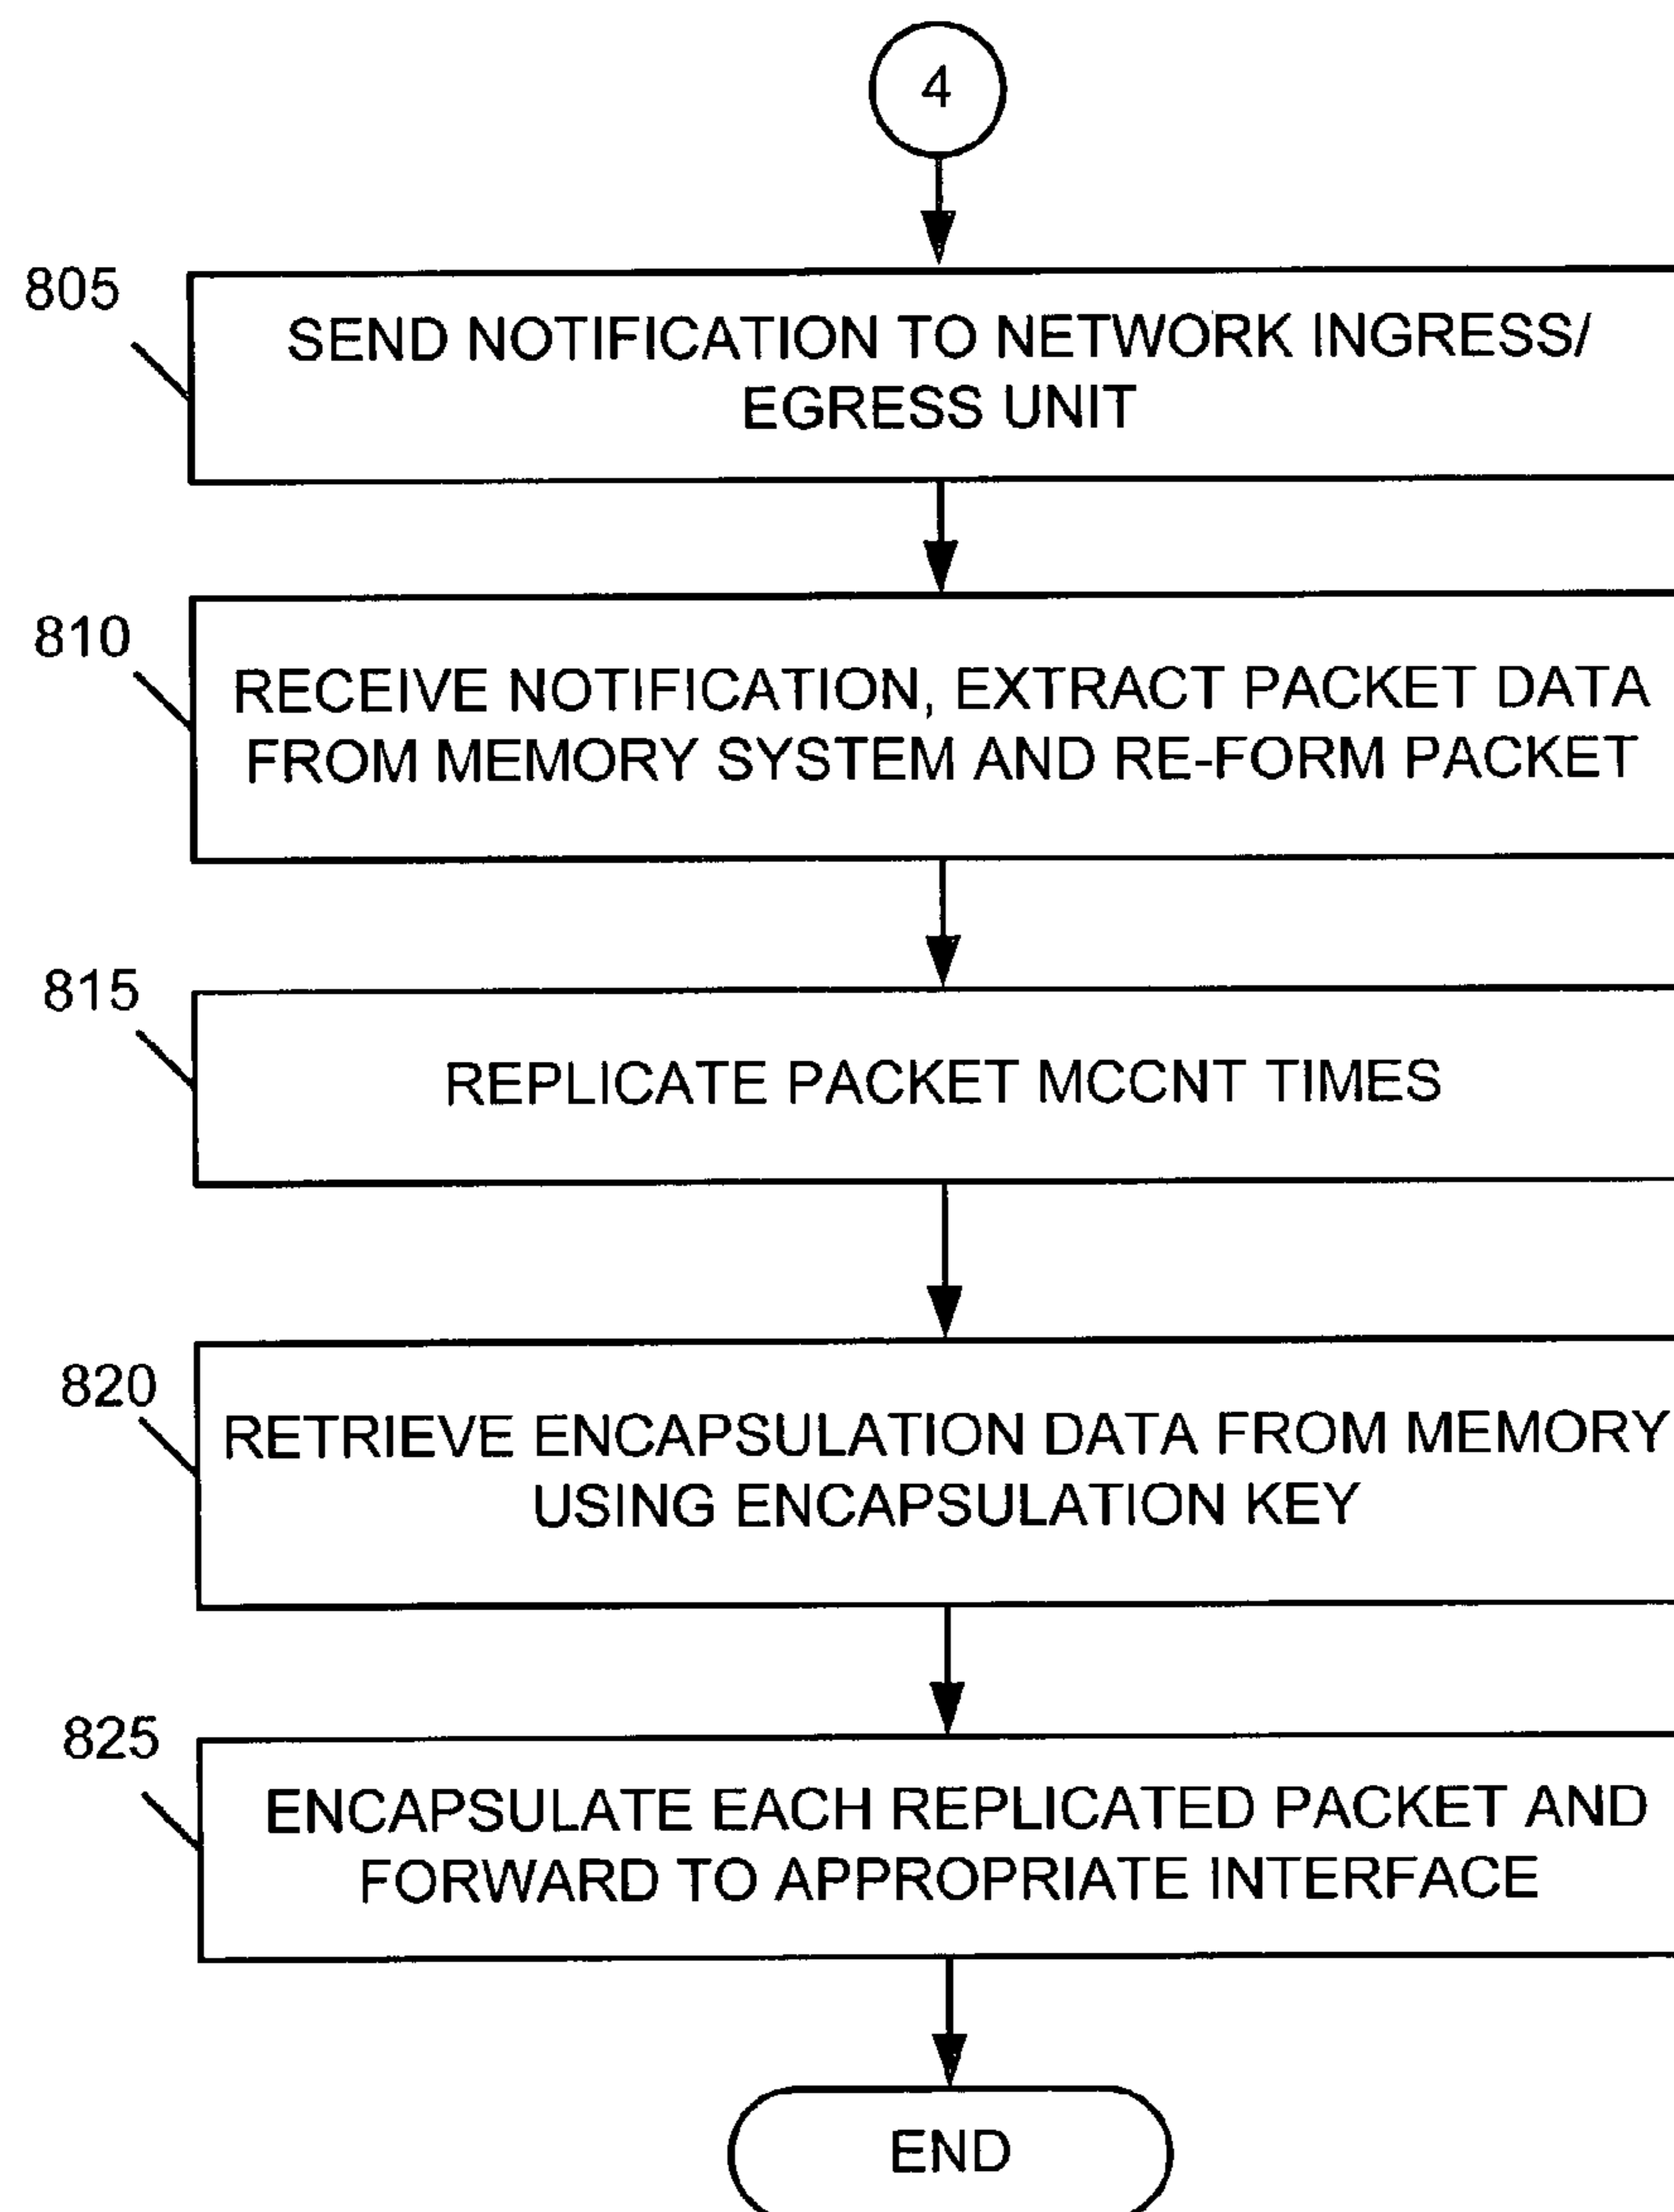 4
805
SEND NOTIFICATION TO NETWORK INGRESS/
EGRESS UNIT
810
RECEIVE NOTIFICATION, EXTRACT PACKET DATA
FROM MEMORY SYSTEM AND RE-FORM PACKET
815
REPLICATE PACKET MCCNT TIMES
820
RETRIEVE ENCAPSULATION DATA FROM MEMORY
USING ENCAPSULATION KEY
825
ENCAPSULATE EACH REPLICATED PACKET AND
FORWARD TO APPROPRIATE INTERFACE
END